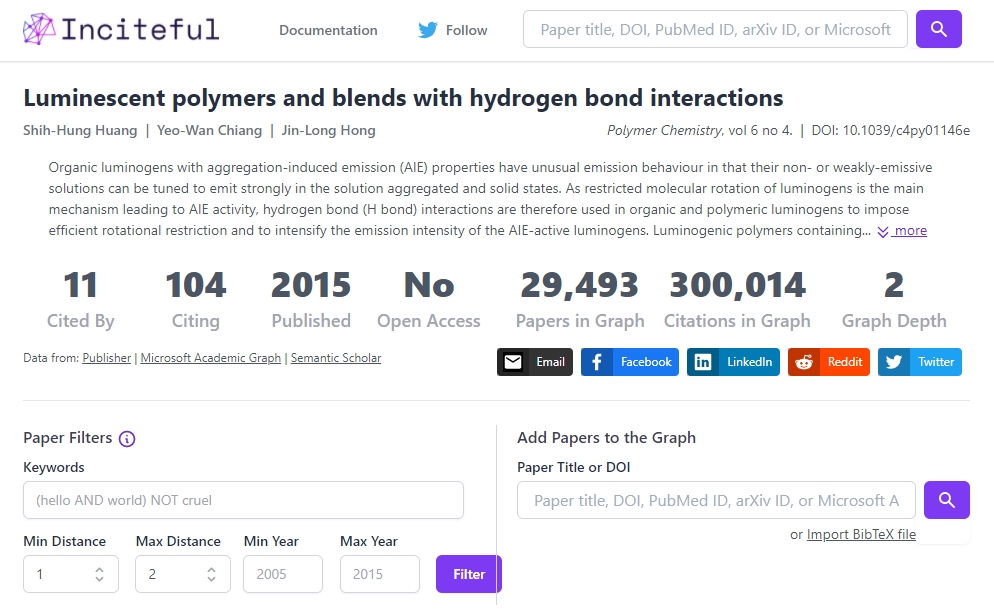 Inciteful
Documentation
Follow
Paper title, DOI, PubMed ID, arXiv ID, or Microsoft
Luminescent polymers and blends with hydrogen bond interactions
Shih-Hung Huang | Yeo-Wan Chiang | Jin-Long Hong
Polymer Chemistry, vol 6 no 4. | DOI: 10.1039/c4py01146e
Organic luminogens with aggregation-induced emission (AIE) properties have unusual emission behaviour in that their non- or weakly-emissive
solutions can be tuned to emit strongly in the solution aggregated and solid states. As restricted molecular rotation of luminogens is the main
mechanism leading to AIE activity, hydrogen bond (H bond) interactions are therefore used in organic and polymeric luminogens to impose
efficient rotational restriction and to intensify the emission intensity of the AIE-active luminogens. Luminogenic polymers containing... more
11 104 2015 No 29,493 300,014 2
Cited By Citing Published Open Access Papers in Graph Citations in Graph Graph Depth
Data from: Publisher | Microsoft Academic Graph | Semantic Scholar
Email Facebook LinkedIn Reddit Twitter
Paper Filters
Keywords
(hello AND world) NOT cruel
Min Distance Max Distance Min Year Max Year
1 2 2005 2015 Filter
Add Papers to the Graph
Paper Title or DOI
Paper title, DOI, PubMed ID, arXiv ID, or Microsoft A
or Import BibTeX file